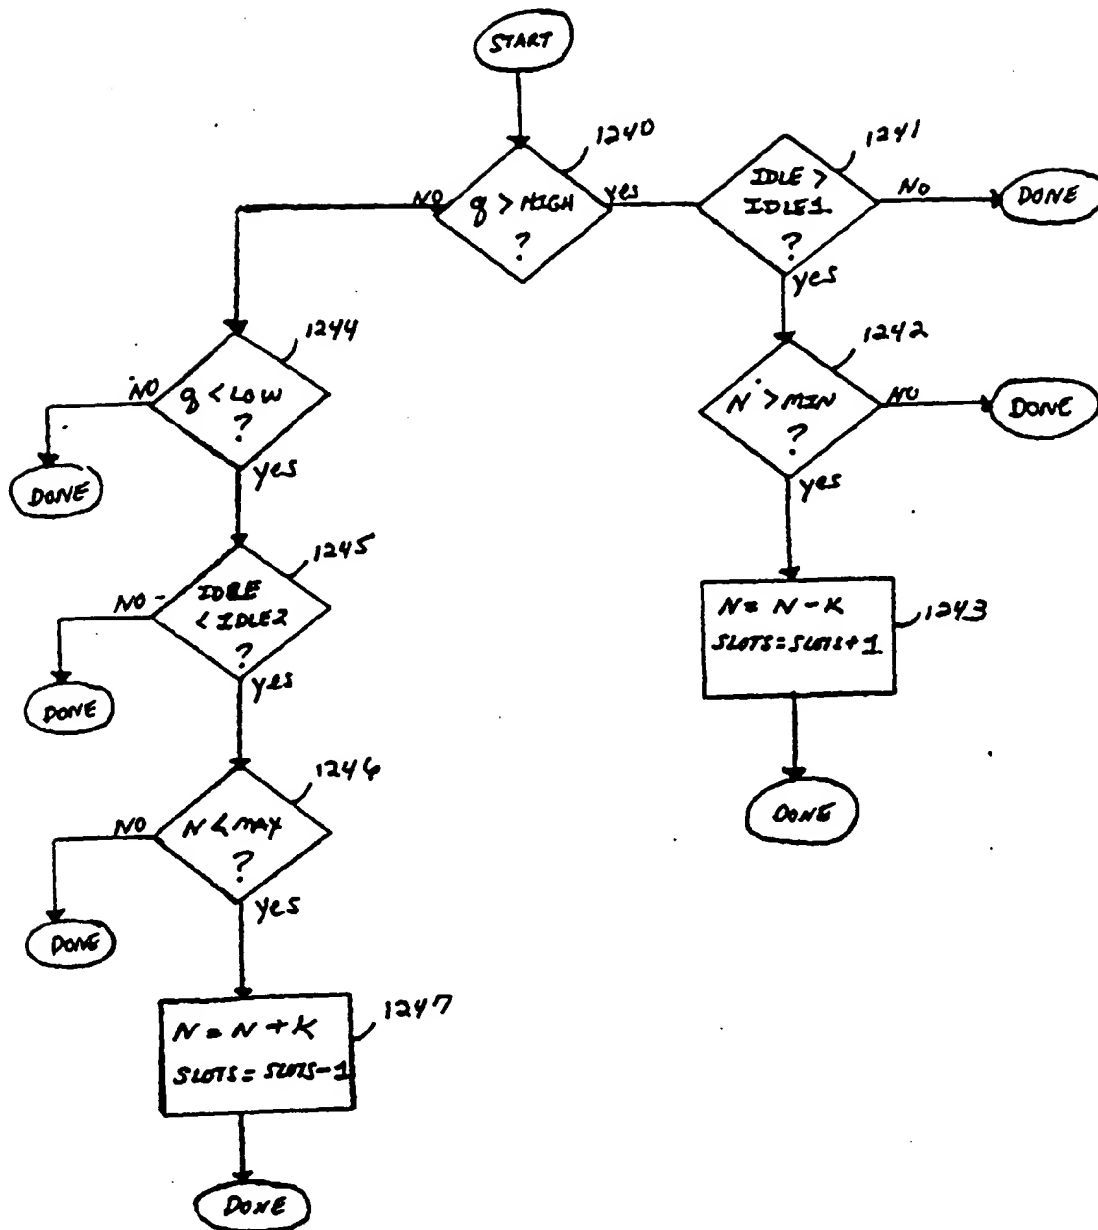 START
1240
q > HIGH
?
NO
yes
1241
IDLE >
IDLE1
?
No
DONE
yes
1242
N > MIN
?
NO
DONE
yes
1243
N = N - K
SLOTS = SLOTS + 1
DONE
1244
q < LOW
?
NO
DONE
yes
1245
IDLE
< IDLE2
?
NO
DONE
yes
1246
N < MAX
?
NO
DONE
yes
1247
N = N + K
SLOTS = SLOTS - 1
DONE